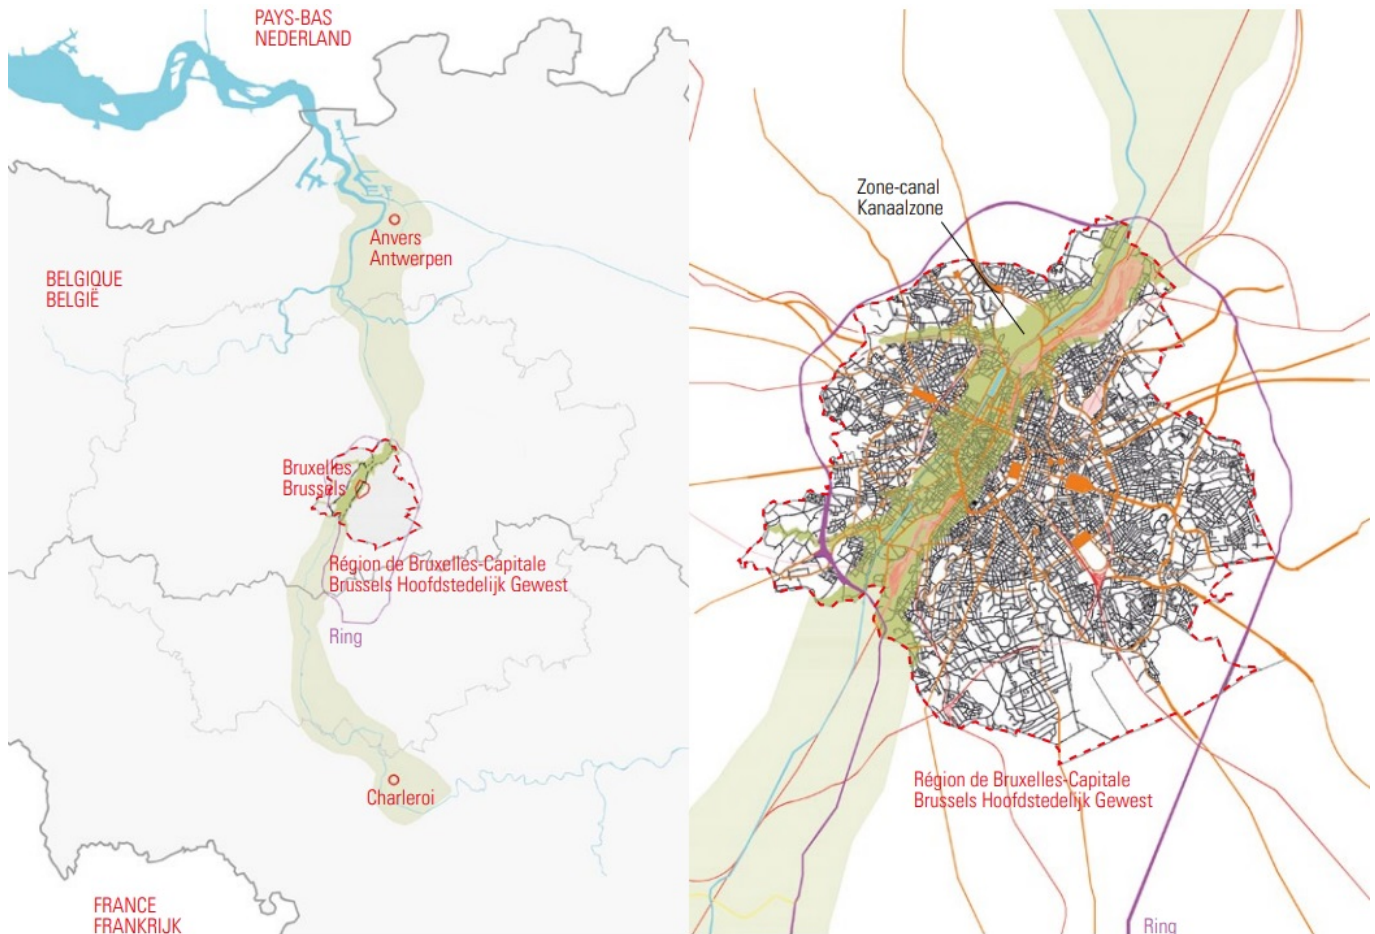 PAYS-BAS
NEDERLAND
Anvers
Antwerpen
BELGIQUE
BELGIË
Bruxelles
Brussels
Région de Bruxelles-Capitale
Brussels Hoofdstedelijk Gewest
Ring
Charleroi
FRANCE
FRANKRIJK
Zone-canal
Kanaalzone
Région de Bruxelles-Capitale
Brussels Hoofdstedelijk Gewest
Ring